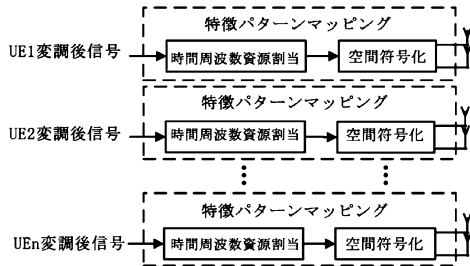 特徴パターンマッピング
UE1変調後信号
時間周波数資源割当
空間符号化
特徴パターンマッピング
UE2変調後信号
時間周波数資源割当
空間符号化
特徴パターンマッピング
UEn変調後信号
時間周波数資源割当
空間符号化